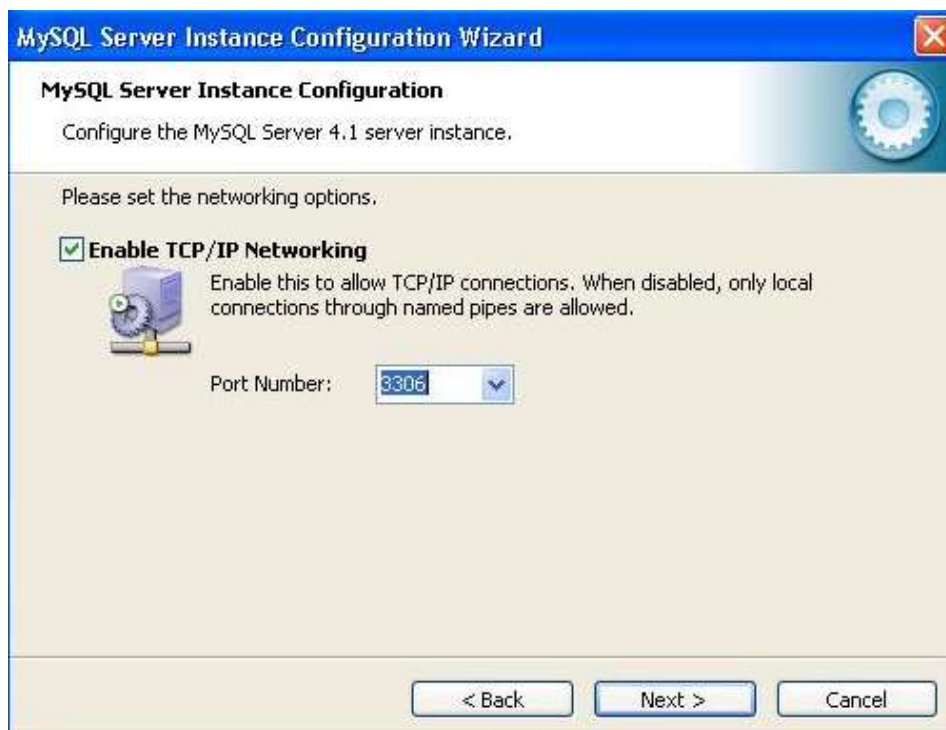 MySQL Server Instance Configuration Wizard
MySQL Server Instance Configuration
Configure the MySQL Server 4.1 server instance.
Please set the networking options.
Enable TCP/IP Networking
Enable this to allow TCP/IP connections. When disabled, only local
connections through named pipes are allowed.
Port Number: 3306
< Back Next > Cancel